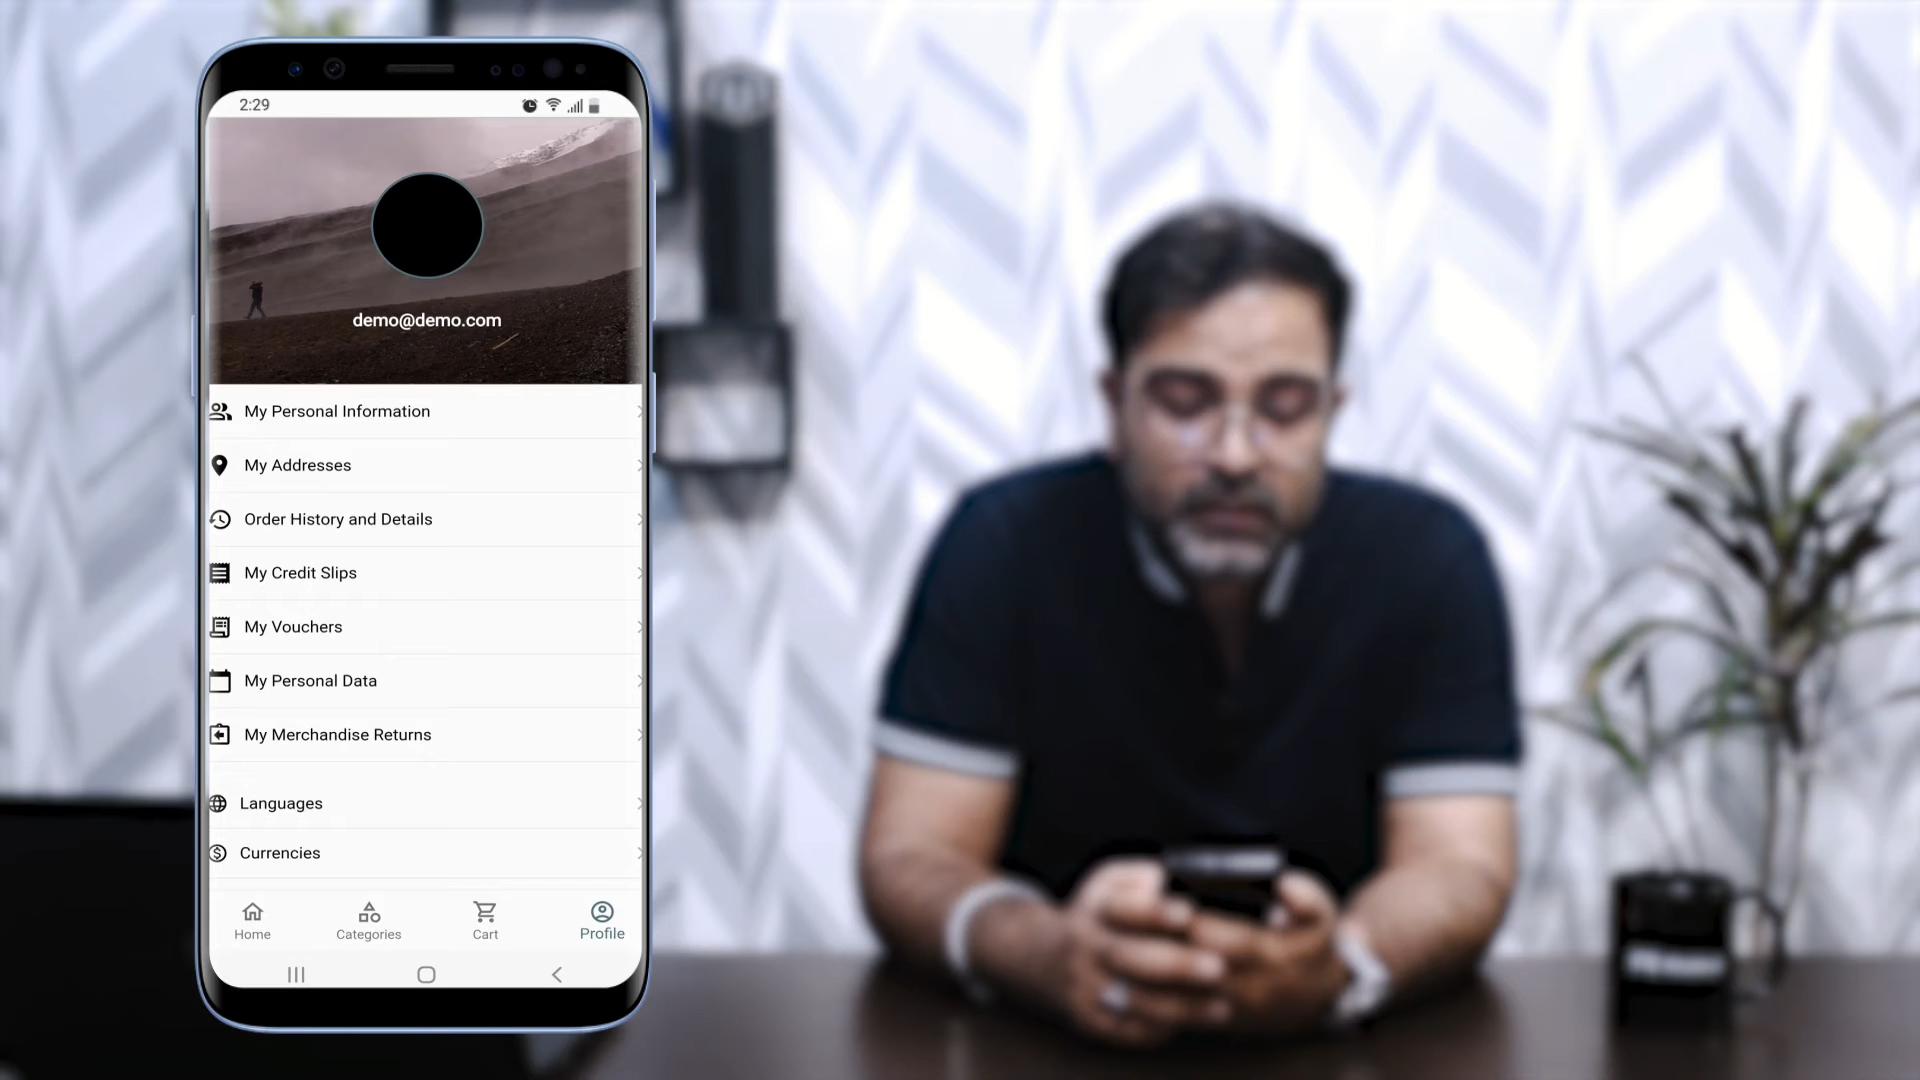 2:29
demo@demo.com
My Personal Information
My Addresses
Order History and Details
My Credit Slips
My Vouchers
My Personal Data
My Merchandise Returns
Languages
Currencies
Home
Categories
Cart
Profile